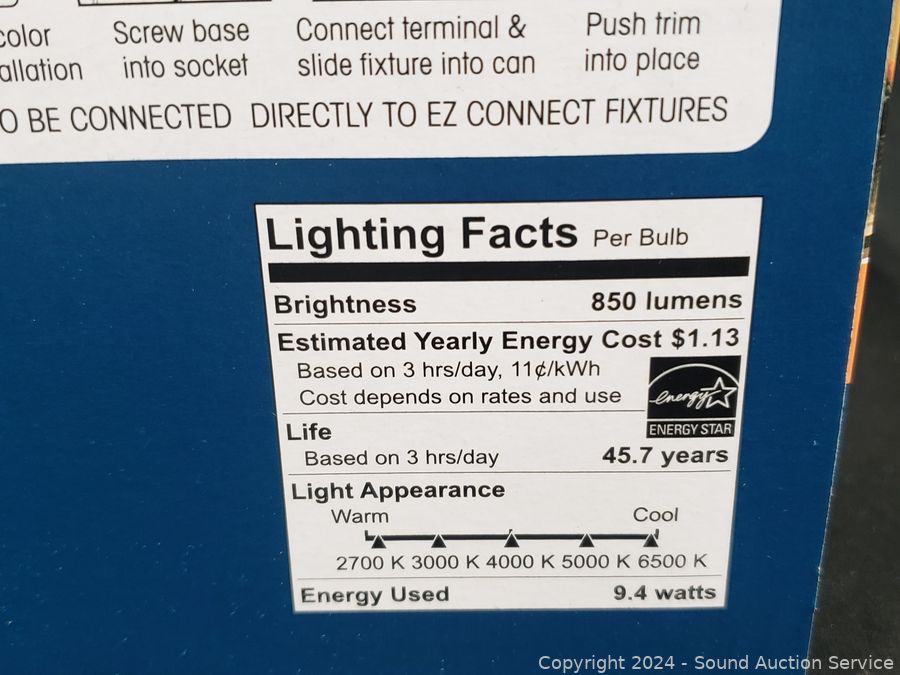 color
allation
Screw base
into socket
Connect terminal &
slide fixture into can
Push trim
into place
O BE CONNECTED DIRECTLY TO EZ CONNECT FIXTURES
Lighting Facts Per Bulb
Brightness 850 lumens
Estimated Yearly Energy Cost $1.13
Based on 3 hrs/day, 11¢/kWh
Cost depends on rates and use
energy
ENERGY STAR
Life
Based on 3 hrs/day 45.7 years
Light Appearance
Warm Cool
2700 K 3000 K 4000 K 5000 K 6500 K
Energy Used 9.4 watts
Copyright 2024 - Sound Auction Service